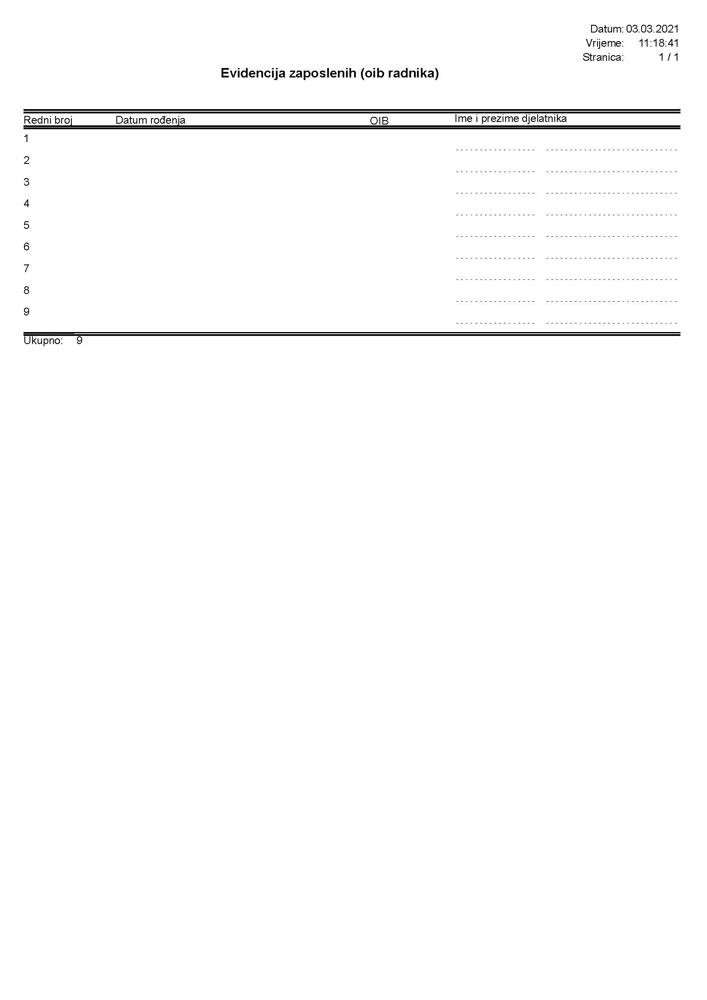 Datum: 03.03.2021
Vrijeme: 11:18:41
Stranica: 1 / 1
Evidencija zaposlenih (oib radnika)
Redni broj Datum rođenja OIB Ime i prezime djelatnika
1
2
3
4
5
6
7
8
9
Ukupno: 9